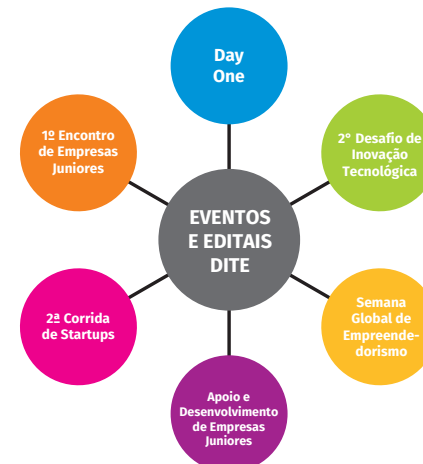 Day
One
1º Encontro
de Empresas
Juniores
2° Desafio de
Inovação
Tecnológica
EVENTOS
E EDITAIS
DITE
2ª Corrida
de Startups
Semana
Global de
Empreende-
dorismo
Apoio e
Desenvolvimento
de Empresas
Juniores